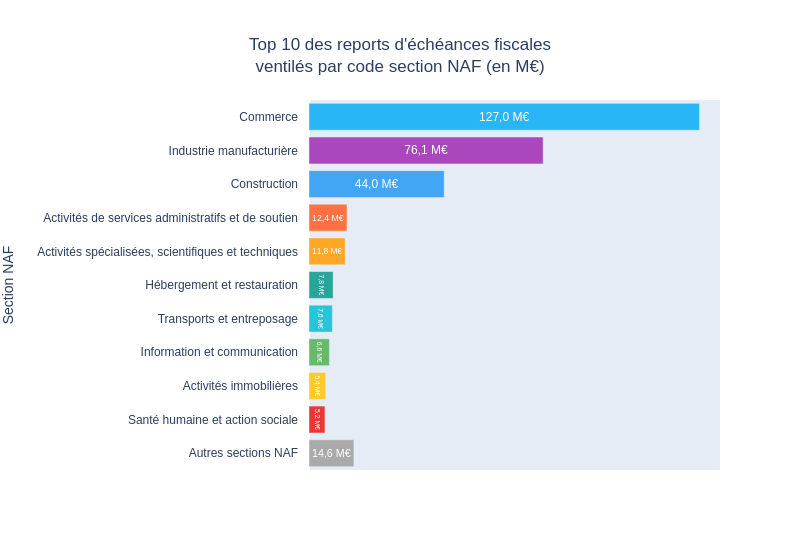 Top 10 des reports d'échéances fiscales
ventilés par code section NAF (en M€)
Section NAF
Commerce 127,0 M€
Industrie manufacturière 76,1 M€
Construction 44,0 M€
Activités de services administratifs et de soutien 12,4 M€
Activités spécialisées, scientifiques et techniques 11,8 M€
Hébergement et restauration 7,8 M€
Transports et entreposage 7,6 M€
Information et communication 6,6 M€
Activités immobilières 5,4 M€
Santé humaine et action sociale 5,2 M€
Autres sections NAF 14,6 M€